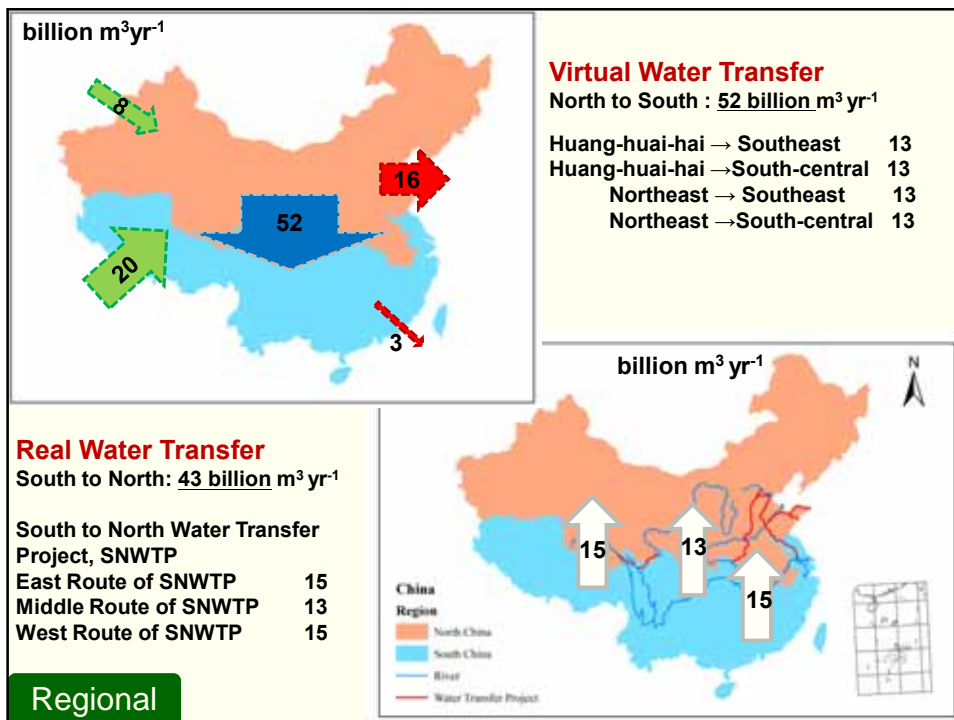 billion m³yr⁻¹
8
16
52
20
3
Virtual Water Transfer
North to South : 52 billion m³ yr⁻¹
Huang-huai-hai → Southeast 13
Huang-huai-hai →South-central 13
Northeast → Southeast 13
Northeast →South-central 13
Real Water Transfer
South to North: 43 billion m³ yr⁻¹
South to North Water Transfer
Project, SNWTP
East Route of SNWTP 15
Middle Route of SNWTP 13
West Route of SNWTP 15
Regional
billion m³ yr⁻¹
N
15
13
15
China
Region
North China
South China
River
Water Transfer Project